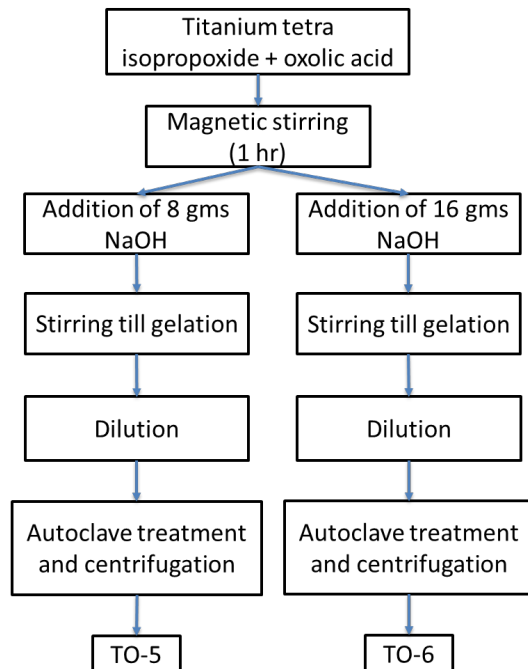 Titanium tetra
isopropoxide + oxolic acid
Magnetic stirring
(1 hr)
Addition of 8 gms
NaOH
Stirring till gelation
Dilution
Autoclave treatment
and centrifugation
TO-5
Addition of 16 gms
NaOH
Stirring till gelation
Dilution
Autoclave treatment
and centrifugation
TO-6